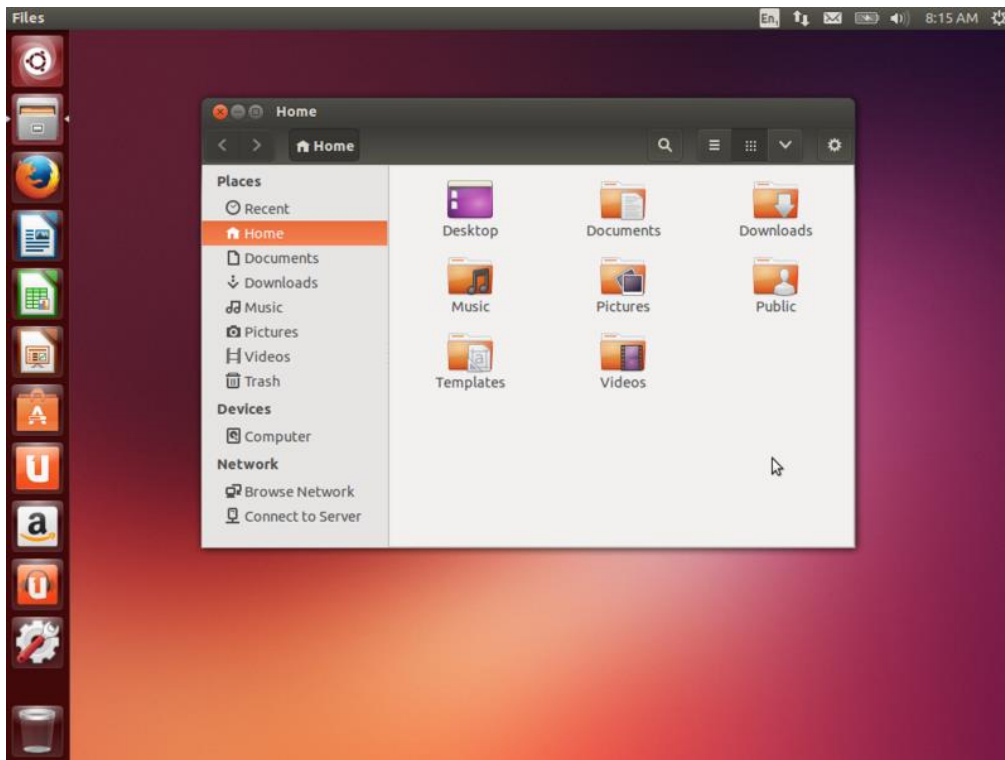 Files
En1 8:15 AM
Home
Home
Places
Recent
Home
Documents
Downloads
Music
Pictures
Videos
Trash
Devices
Computer
Network
Browse Network
Connect to Server
Desktop Documents Downloads
Music Pictures Public
Templates Videos